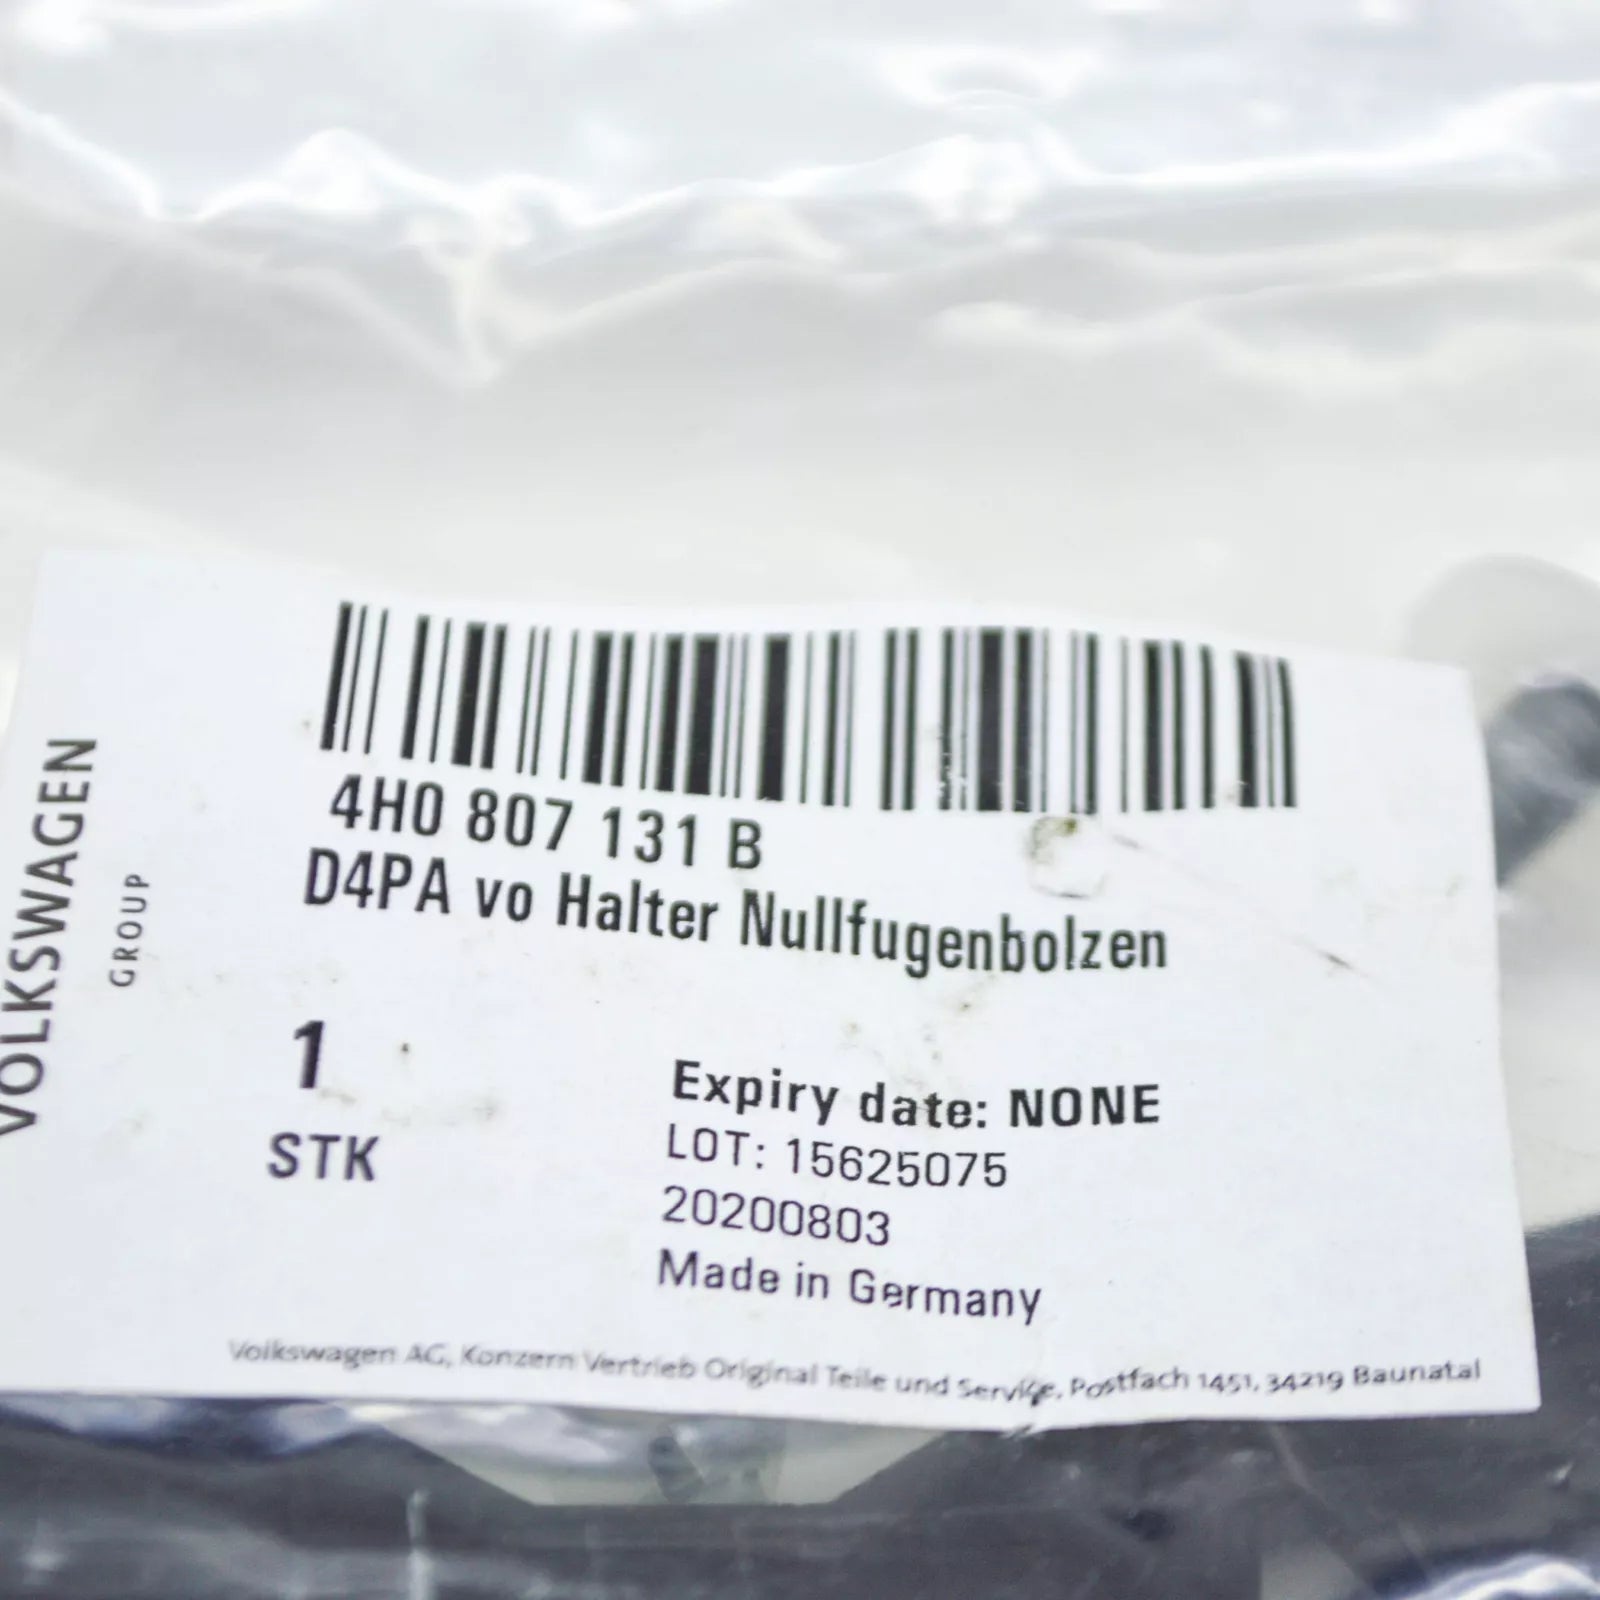 VOLKSWAGEN
GROUP
4H0 807 131 B
D4PA vo Halter Nullfugenbolzen
1
STK
Expiry date: NONE
LOT: 15625075
20200803
Made in Germany
Volkswagen AG, Konzern Vertrieb Original Teile und Service, Postfach 1451, 34219 Baunatal